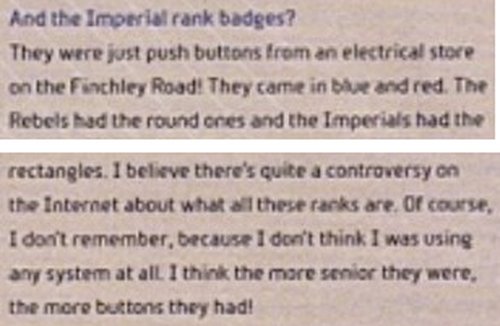 And the Imperial rank badges?
They were just push buttons from an electrical store
on the Finchley Road! They came in blue and red. The
Rebels had the round ones and the Imperials had the
rectangles. I believe there's quite a controversy on
the Internet about what all these ranks are. Of course,
I don't remember, because I don't think I was using
any system at all. I think the more senior they were,
the more buttons they had!